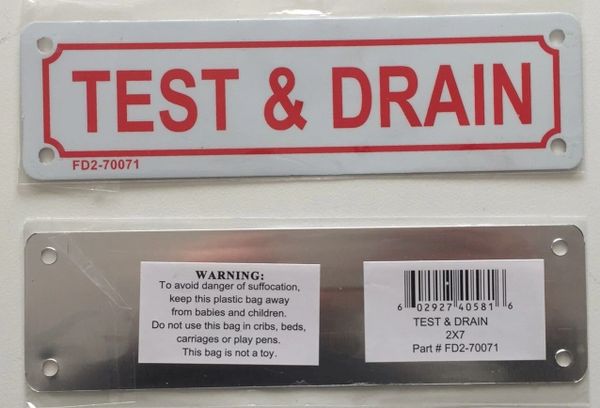 TEST & DRAIN
FD2-70071
WARNING:
To avoid danger of suffocation,
keep this plastic bag away
from babies and children.
Do not use this bag in cribs, beds,
carriages or play pens.
This bag is not a toy.
6 02927 40581 6
TEST & DRAIN
2X7
Part # FD2-70071